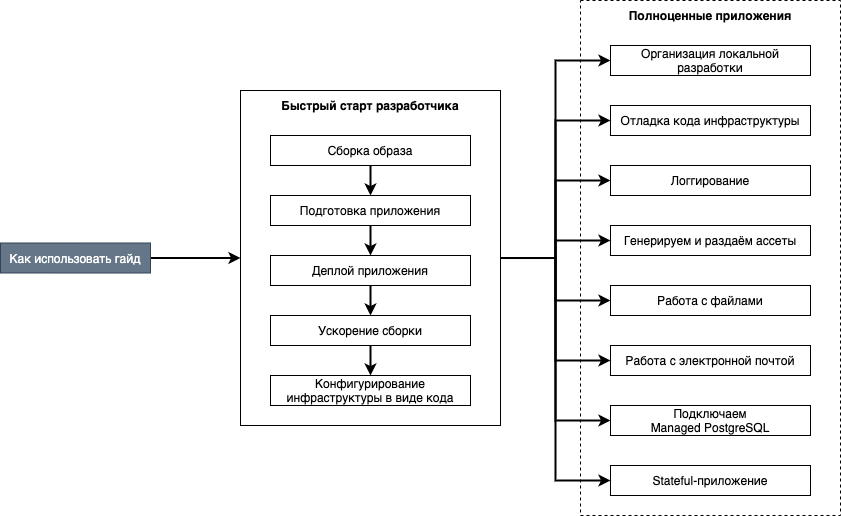 Как использовать гайд
Быстрый старт разработчика
Сборка образа
Подготовка приложения
Деплой приложения
Ускорение сборки
Конфигурирование
инфраструктуры в виде кода
Полноценные приложения
Организация локальной
разработки
Отладка кода инфраструктуры
Логгирование
Генерируем и раздаём ассеты
Работа с файлами
Работа с электронной почтой
Подключаем
Managed PostgreSQL
Stateful-приложение